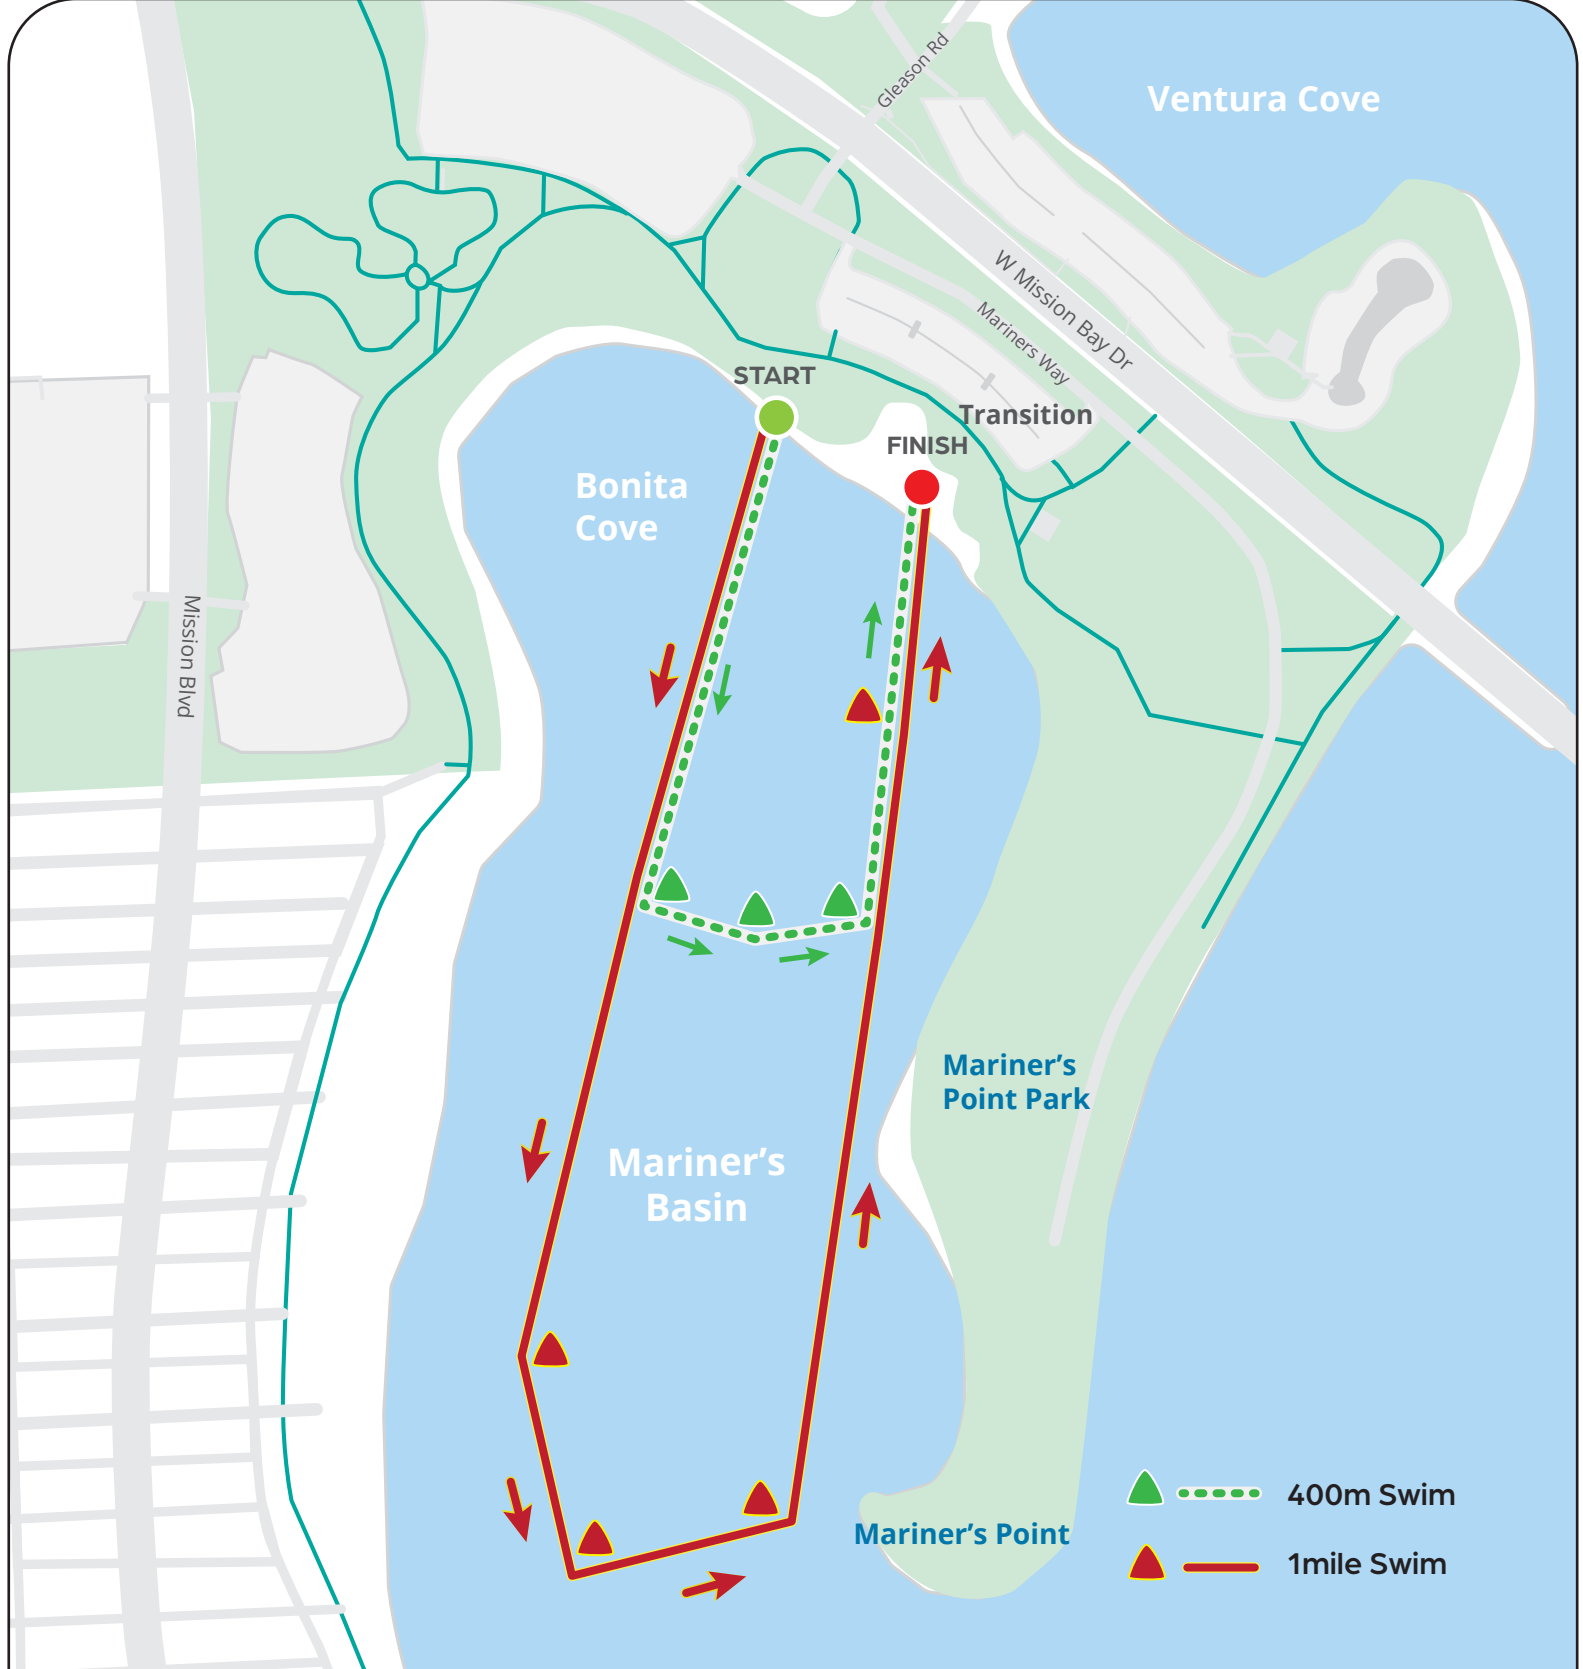 Gleason Rd
Ventura Cove
W Mission Bay Dr
Mariners Way
START
Transition
FINISH
Bonita
Cove
Mission Blvd
Mariner’s
Point Park
Mariner’s
Basin
400m Swim
Mariner’s Point
1mile Swim